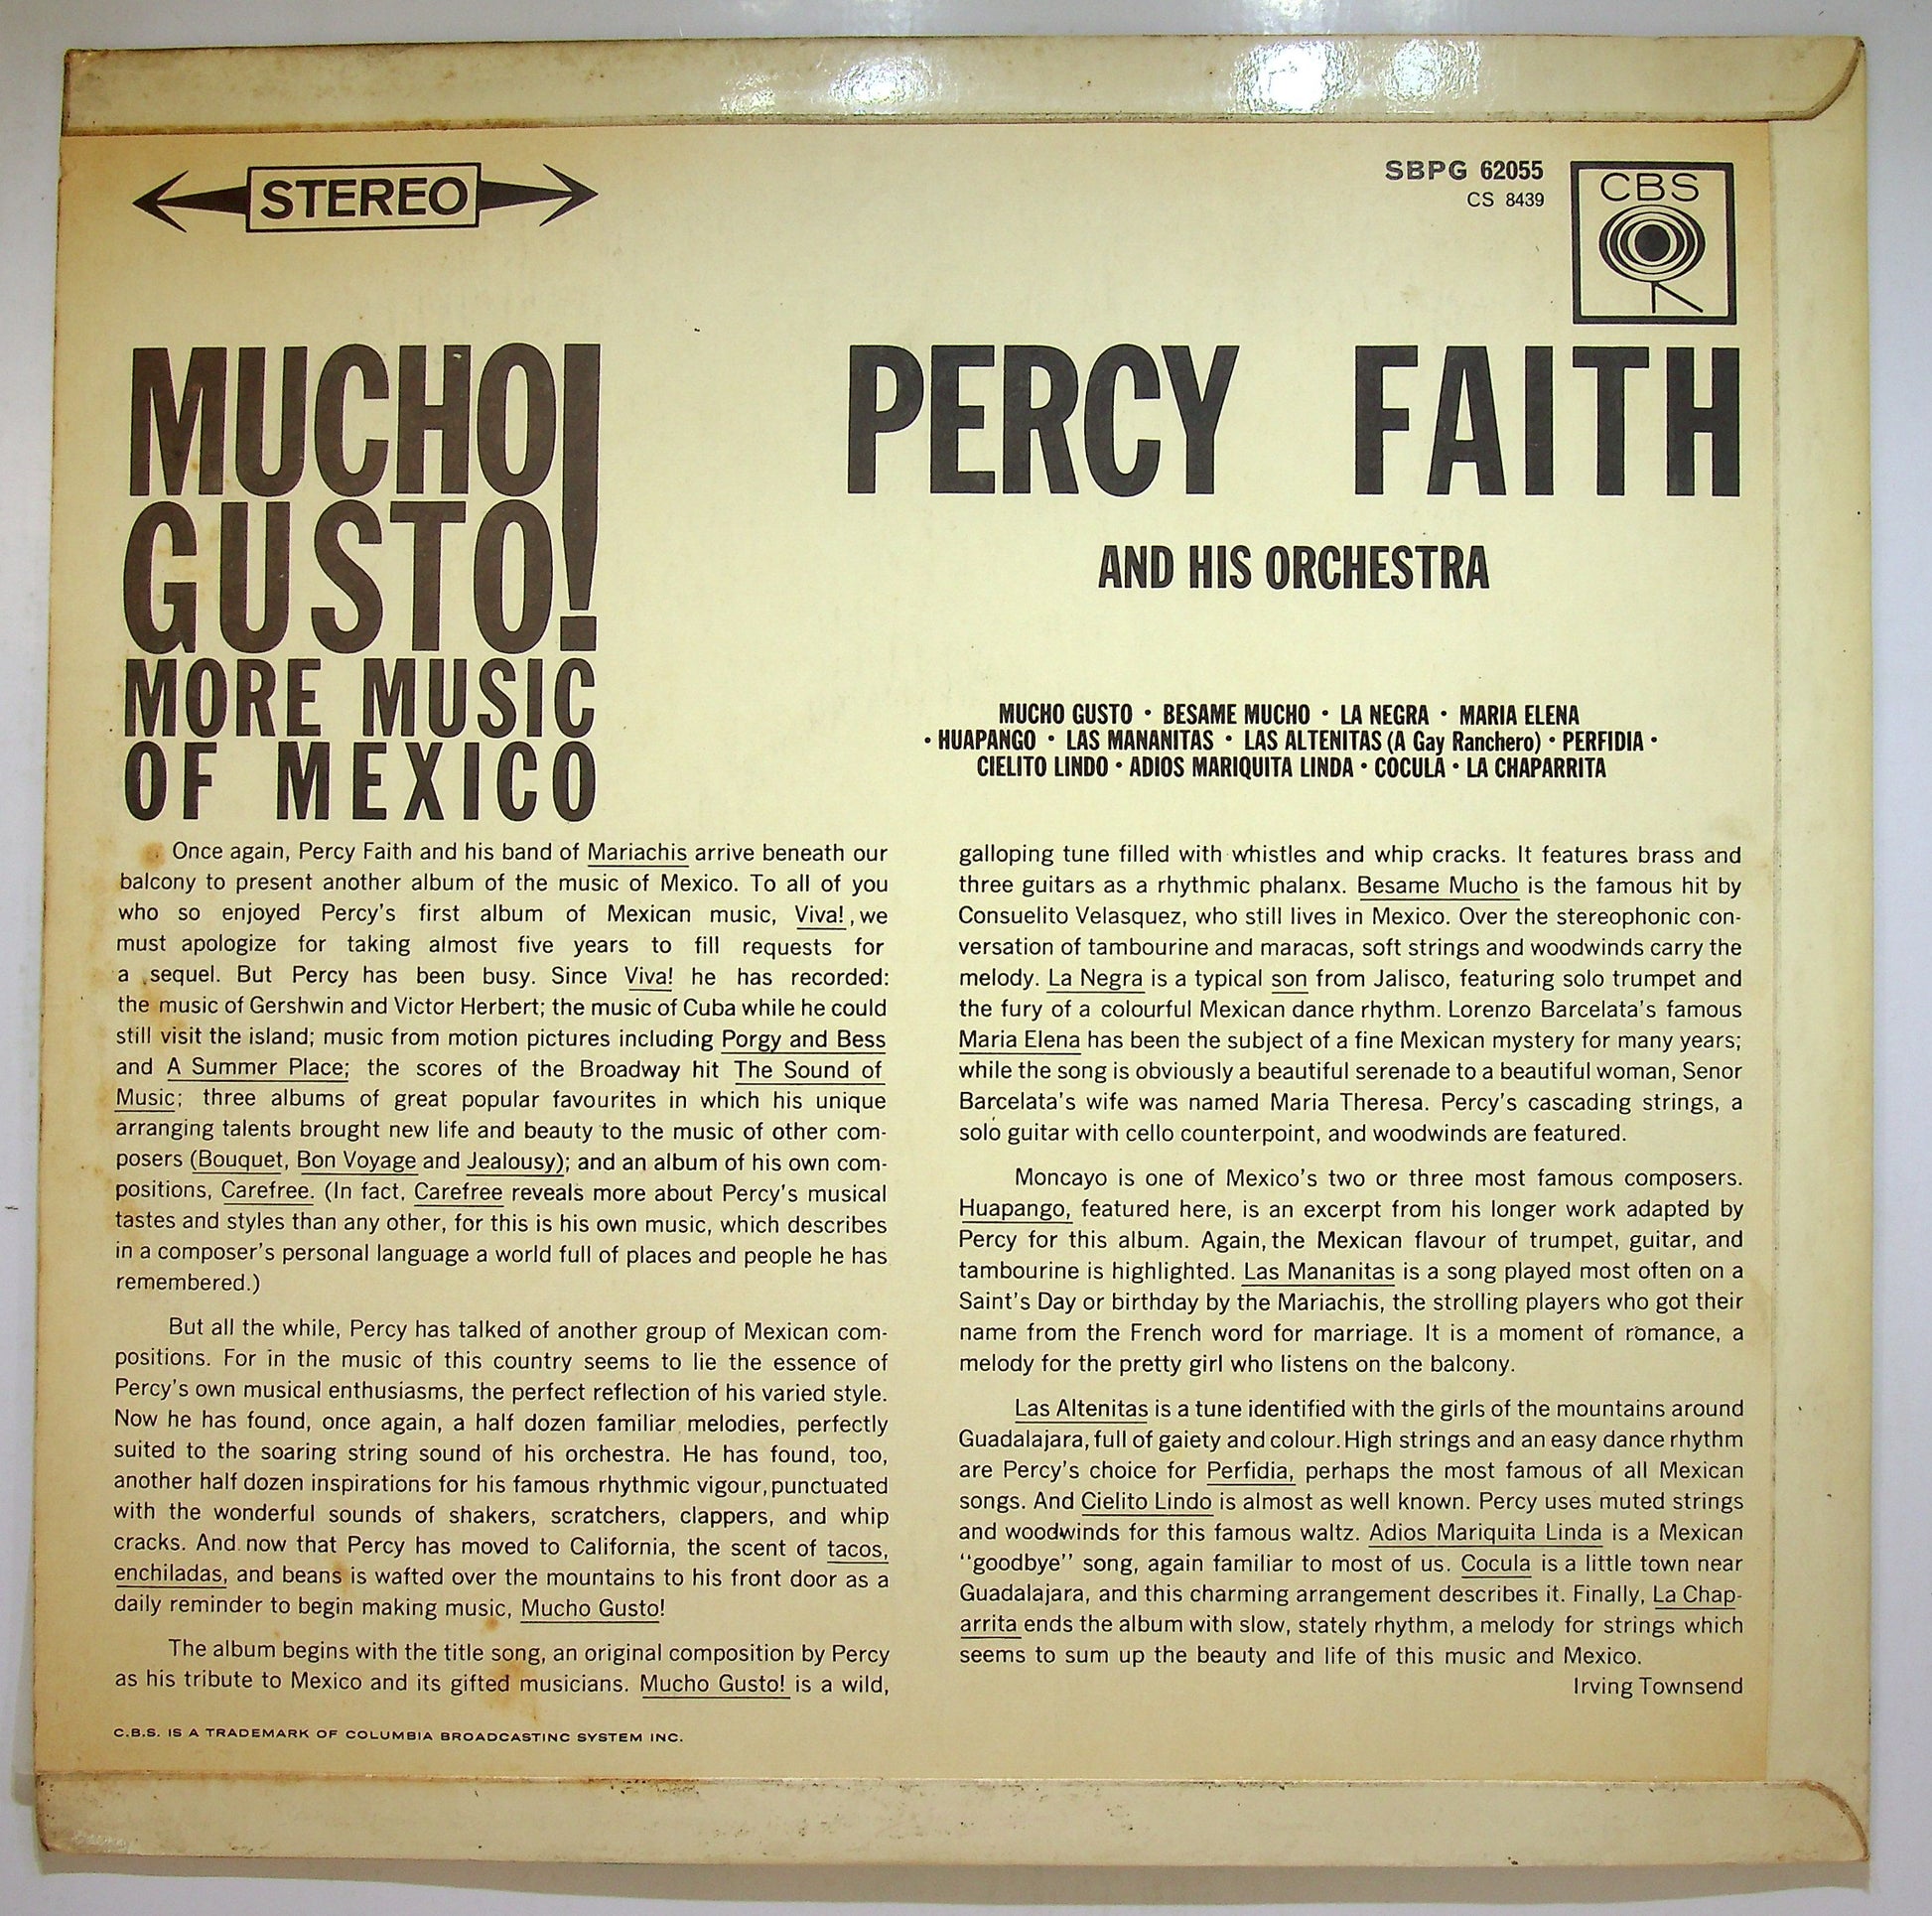 STEREO
SBPG 62055
CS 8439
CBS
MUCHO
GUSTO!
MORE MUSIC
OF MEXICO
PERCY FAITH
AND HIS ORCHESTRA
MUCHO GUSTO • BESAME MUCHO • LA NEGRA • MARIA ELENA
• HUAPANGO • LAS MANANITAS • LAS ALTENITAS (A Gay Ranchero) • PERFIDIA •
CIELITO LINDO • ADIOS MARIQUITA LINDA • COCULA • LA CHAPARRITA
Once again, Percy Faith and his band of Mariachis arrive beneath our
balcony to present another album of the music of Mexico. To all of you
who so enjoyed Percy's first album of Mexican music, Viva!, we
must apologize for taking almost five years to fill requests for
a sequel. But Percy has been busy. Since Viva! he has recorded:
the music of Gershwin and Victor Herbert; the music of Cuba while he could
still visit the island; music from motion pictures including Porgy and Bess
and A Summer Place; the scores of the Broadway hit The Sound of
Music; three albums of great popular favourites in which his unique
arranging talents brought new life and beauty to the music of other com-
posers (Bouquet, Bon Voyage and Jealousy); and an album of his own com-
positions, Carefree. (In fact, Carefree reveals more about Percy's musical
tastes and styles than any other, for this is his own music, which describes
in a composer's personal language a world full of places and people he has
remembered.)
But all the while, Percy has talked of another group of Mexican com-
positions. For in the music of this country seems to lie the essence of
Percy's own musical enthusiasms, the perfect reflection of his varied style.
Now he has found, once again, a half dozen familiar melodies, perfectly
suited to the soaring string sound of his orchestra. He has found, too,
another half dozen inspirations for his famous rhythmic vigour, punctuated
with the wonderful sounds of shakers, scratchers, clappers, and whip
cracks. And now that Percy has moved to California, the scent of tacos,
enchiladas, and beans is wafted over the mountains to his front door as a
daily reminder to begin making music, Mucho Gusto!
The album begins with the title song, an original composition by Percy
as his tribute to Mexico and its gifted musicians. Mucho Gusto! is a wild,
galloping tune filled with whistles and whip cracks. It features brass and
three guitars as a rhythmic phalanx. Besame Mucho is the famous hit by
Consuelito Velasquez, who still lives in Mexico. Over the stereophonic con-
versation of tambourine and maracas, soft strings and woodwinds carry the
melody. La Negra is a typical son from Jalisco, featuring solo trumpet and
the fury of a colourful Mexican dance rhythm. Lorenzo Barcelata's famous
Maria Elena has been the subject of a fine Mexican mystery for many years;
while the song is obviously a beautiful serenade to a beautiful woman, Senor
Barcelata's wife was named Maria Theresa. Percy's cascading strings, a
solo guitar with cello counterpoint, and woodwinds are featured.
Moncayo is one of Mexico's two or three most famous composers.
Huapango, featured here, is an excerpt from his longer work adapted by
Percy for this album. Again, the Mexican flavour of trumpet, guitar, and
tambourine is highlighted. Las Mananitas is a song played most often on a
Saint's Day or birthday by the Mariachis, the strolling players who got their
name from the French word for marriage. It is a moment of romance, a
melody for the pretty girl who listens on the balcony.
Las Altenitas is a tune identified with the girls of the mountains around
Guadalajara, full of gaiety and colour. High strings and an easy dance rhythm
are Percy's choice for Perfidia, perhaps the most famous of all Mexican
songs. And Cielito Lindo is almost as well known. Percy uses muted strings
and woodwinds for this famous waltz. Adios Mariquita Linda is a Mexican
"goodbye" song, again familiar to most of us. Cocula is a little town near
Guadalajara, and this charming arrangement describes it. Finally, La Chap-
arrita ends the album with slow, stately rhythm, a melody for strings which
seems to sum up the beauty and life of this music and Mexico.
Irving Townsend
C.B.S. IS A TRADEMARK OF COLUMBIA BROADCASTING SYSTEM INC.